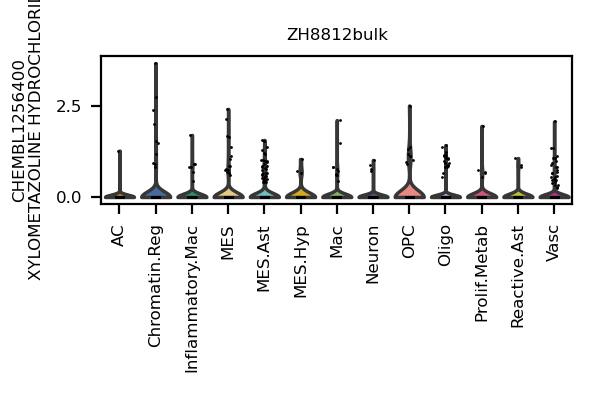 ZH8812bulk
CHEMBL1256400
XYLOMETAZOLINE HYDROCHLORID
2.5
0.0
AC
Chromatin.Reg
Inflammatory.Mac
MES
MES.Ast
MES.Hyp
Mac
Neuron
OPC
Oligo
Prolif.Metab
Reactive.Ast
Vasc